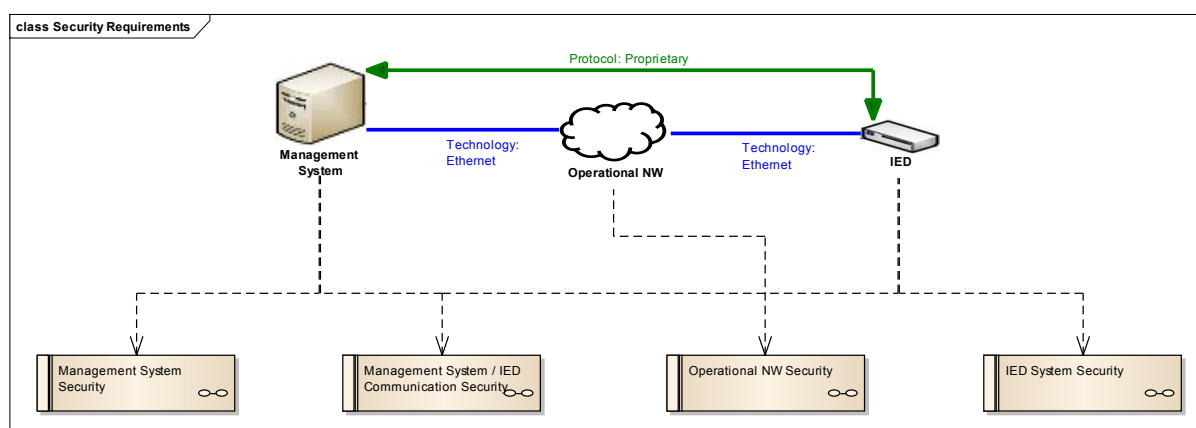 class Security Requirements
Protocol: Proprietary
Technology:
Ethernet
Technology:
Ethernet
Management
System
Operational NW
IED
Management System
Security
Management System / IED
Communication Security
Operational NW Security
IED System Security